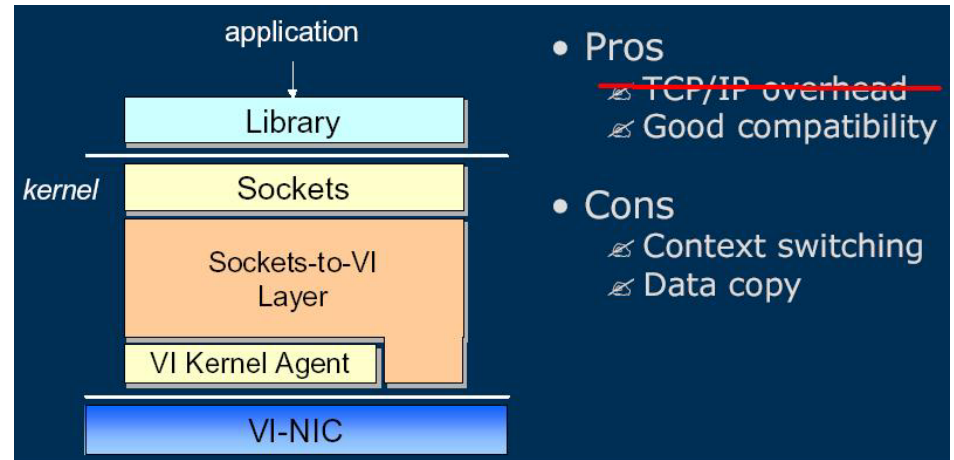 application
Library
kernel
Sockets
Sockets-to-VI
Layer
VI Kernel Agent
VI-NIC
• Pros
TCP/IP overhead
Good compatibility
• Cons
Context switching
Data copy